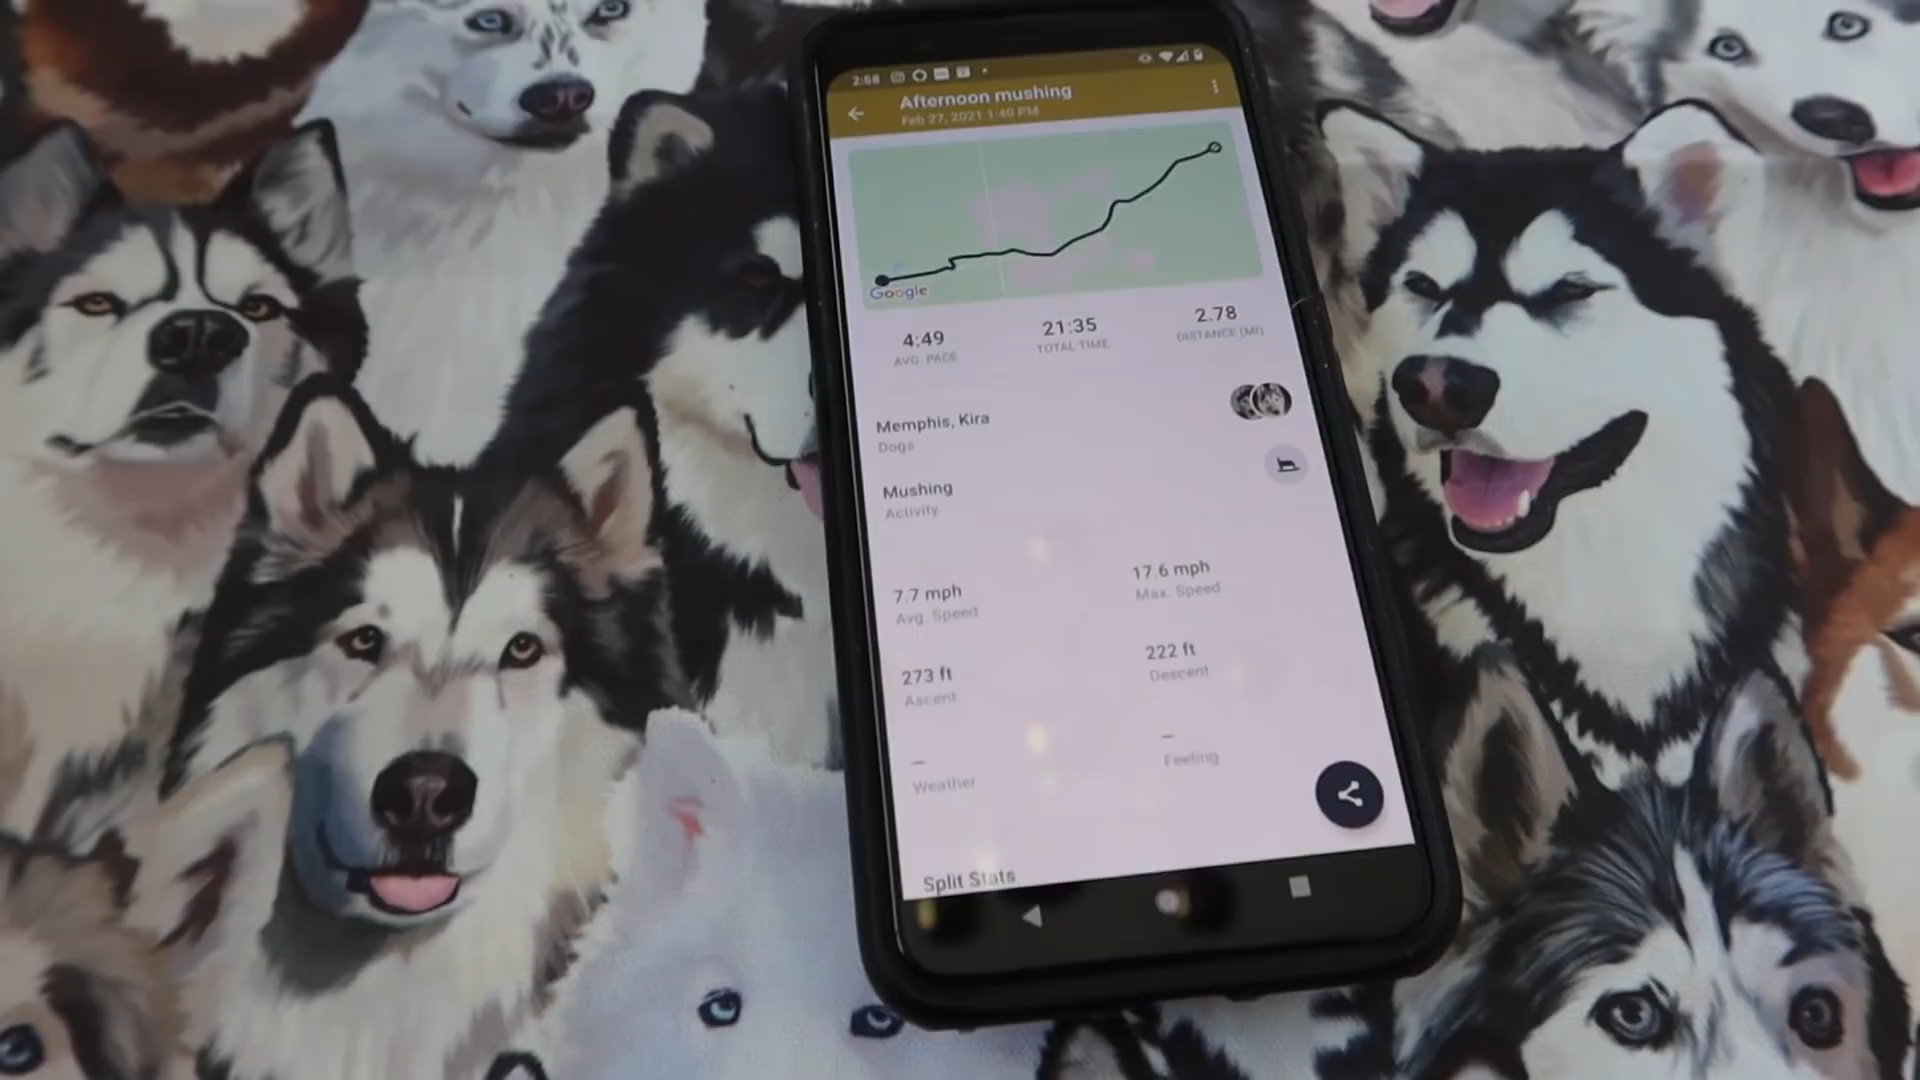 2:58
Afternoon mushing
Feb 27, 2021 1:40 PM
Google
4:49 21:35 2.78
AVG. PACE TOTAL TIME DISTANCE (MI)
Memphis, Kira
Dogs
Mushing
Activity
7.7 mph 17.6 mph
Avg. Speed Max. Speed
273 ft 222 ft
Ascent Descent
– –
Weather Feeling
Split Stats